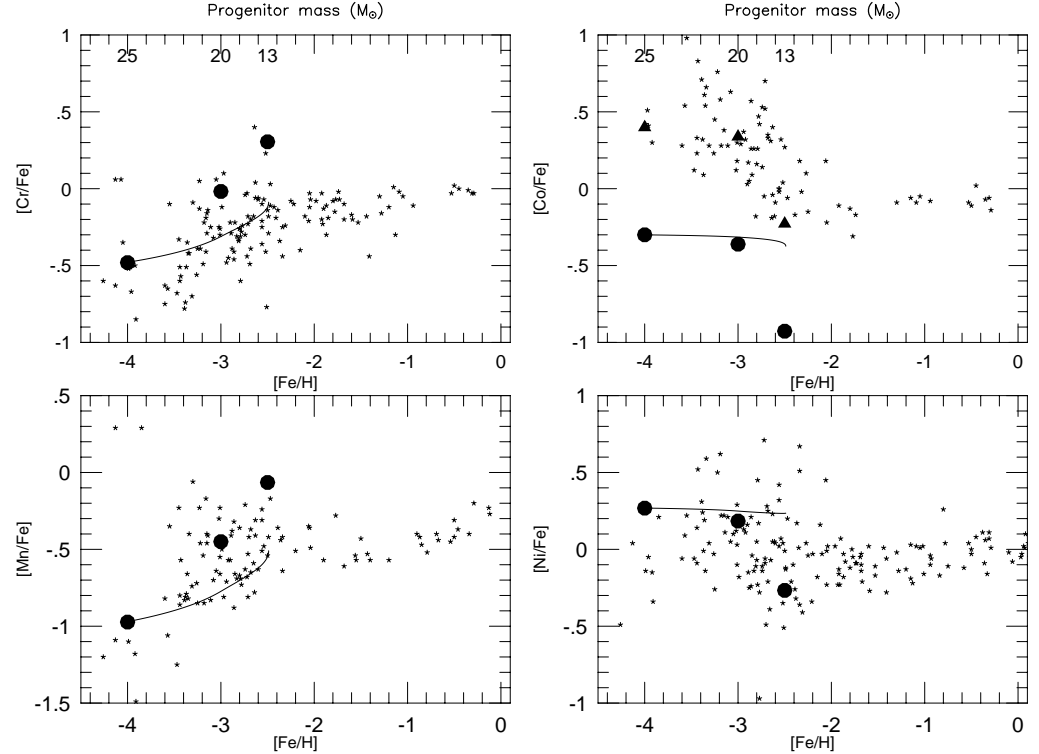 Progenitor mass (M⊙)
25 20 13
1
.5
0
-.5
-1
[Cr/Fe]
-4 -3 -2 -1 0
[Fe/H]
Progenitor mass (M⊙)
25 20 13
1
.5
0
-.5
-1
[Co/Fe]
-4 -3 -2 -1 0
[Fe/H]
.5
0
-.5
-1
-1.5
[Mn/Fe]
-4 -3 -2 -1 0
[Fe/H]
1
.5
0
-.5
-1
[Ni/Fe]
-4 -3 -2 -1 0
[Fe/H]